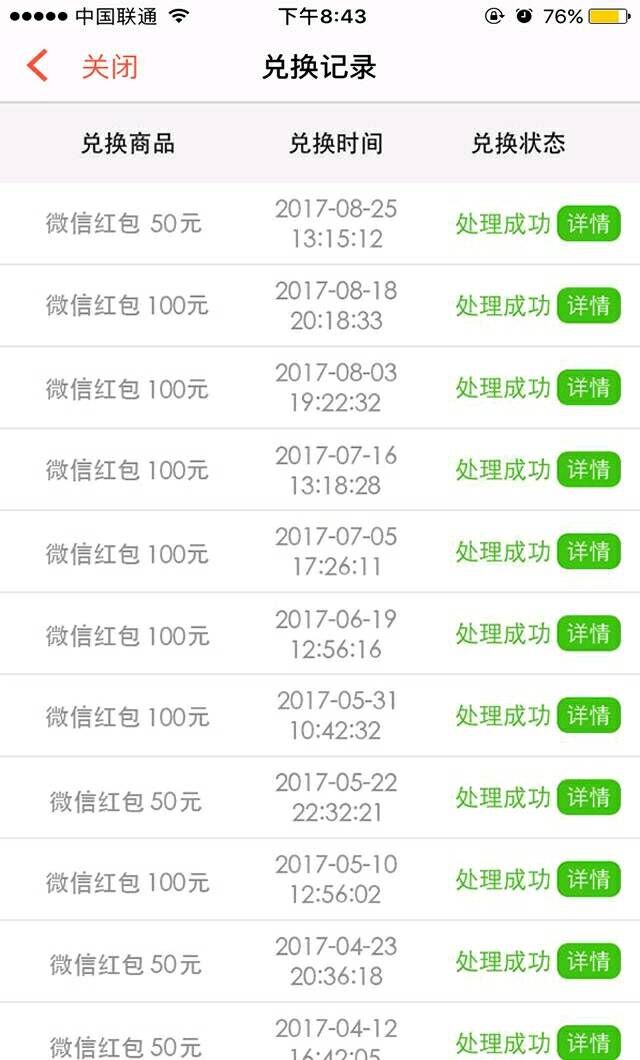 中国联通 下午8:43 76%
关闭 兑换记录
兑换商品 兑换时间 兑换状态
微信红包 50元 2017-08-25 13:15:12 处理成功 详情
微信红包 100元 2017-08-18 20:18:33 处理成功 详情
微信红包 100元 2017-08-03 19:22:32 处理成功 详情
微信红包 100元 2017-07-16 13:18:28 处理成功 详情
微信红包 100元 2017-07-05 17:26:11 处理成功 详情
微信红包 100元 2017-06-19 12:56:16 处理成功 详情
微信红包 100元 2017-05-31 10:42:32 处理成功 详情
微信红包 50元 2017-05-22 22:32:21 处理成功 详情
微信红包 100元 2017-05-10 12:56:02 处理成功 详情
微信红包 50元 2017-04-23 20:36:18 处理成功 详情
微信红包 50元 2017-04-12 16:42:05 处理成功 详情